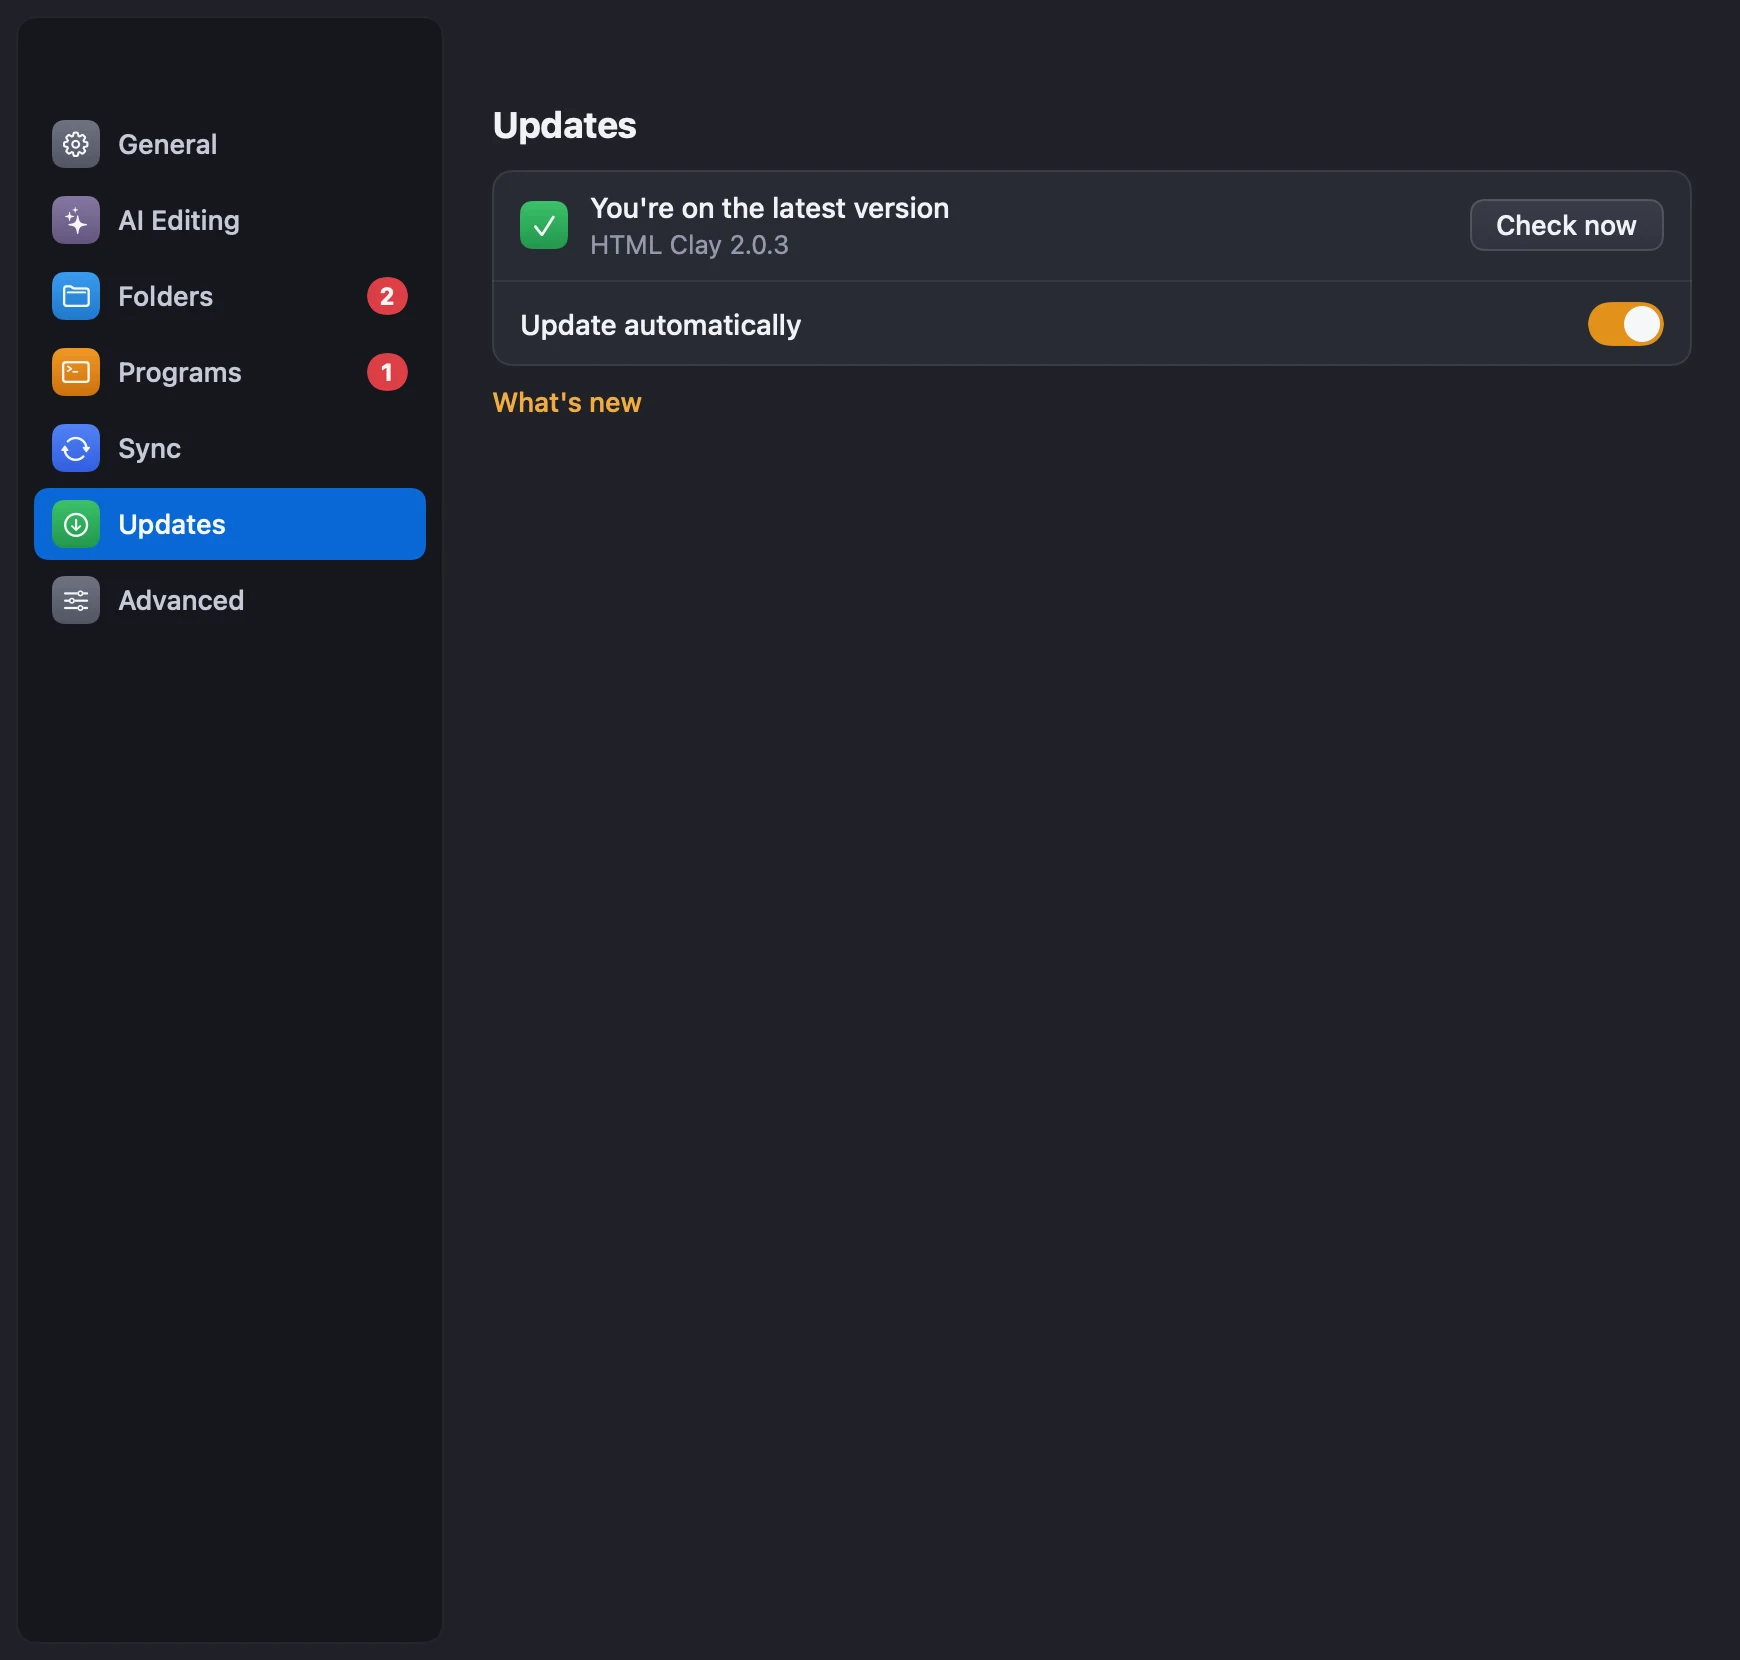 General
AI Editing
Folders 2
Programs 1
Sync
Updates
Advanced
Updates
You're on the latest version
HTML Clay 2.0.3
Check now
Update automatically
What's new